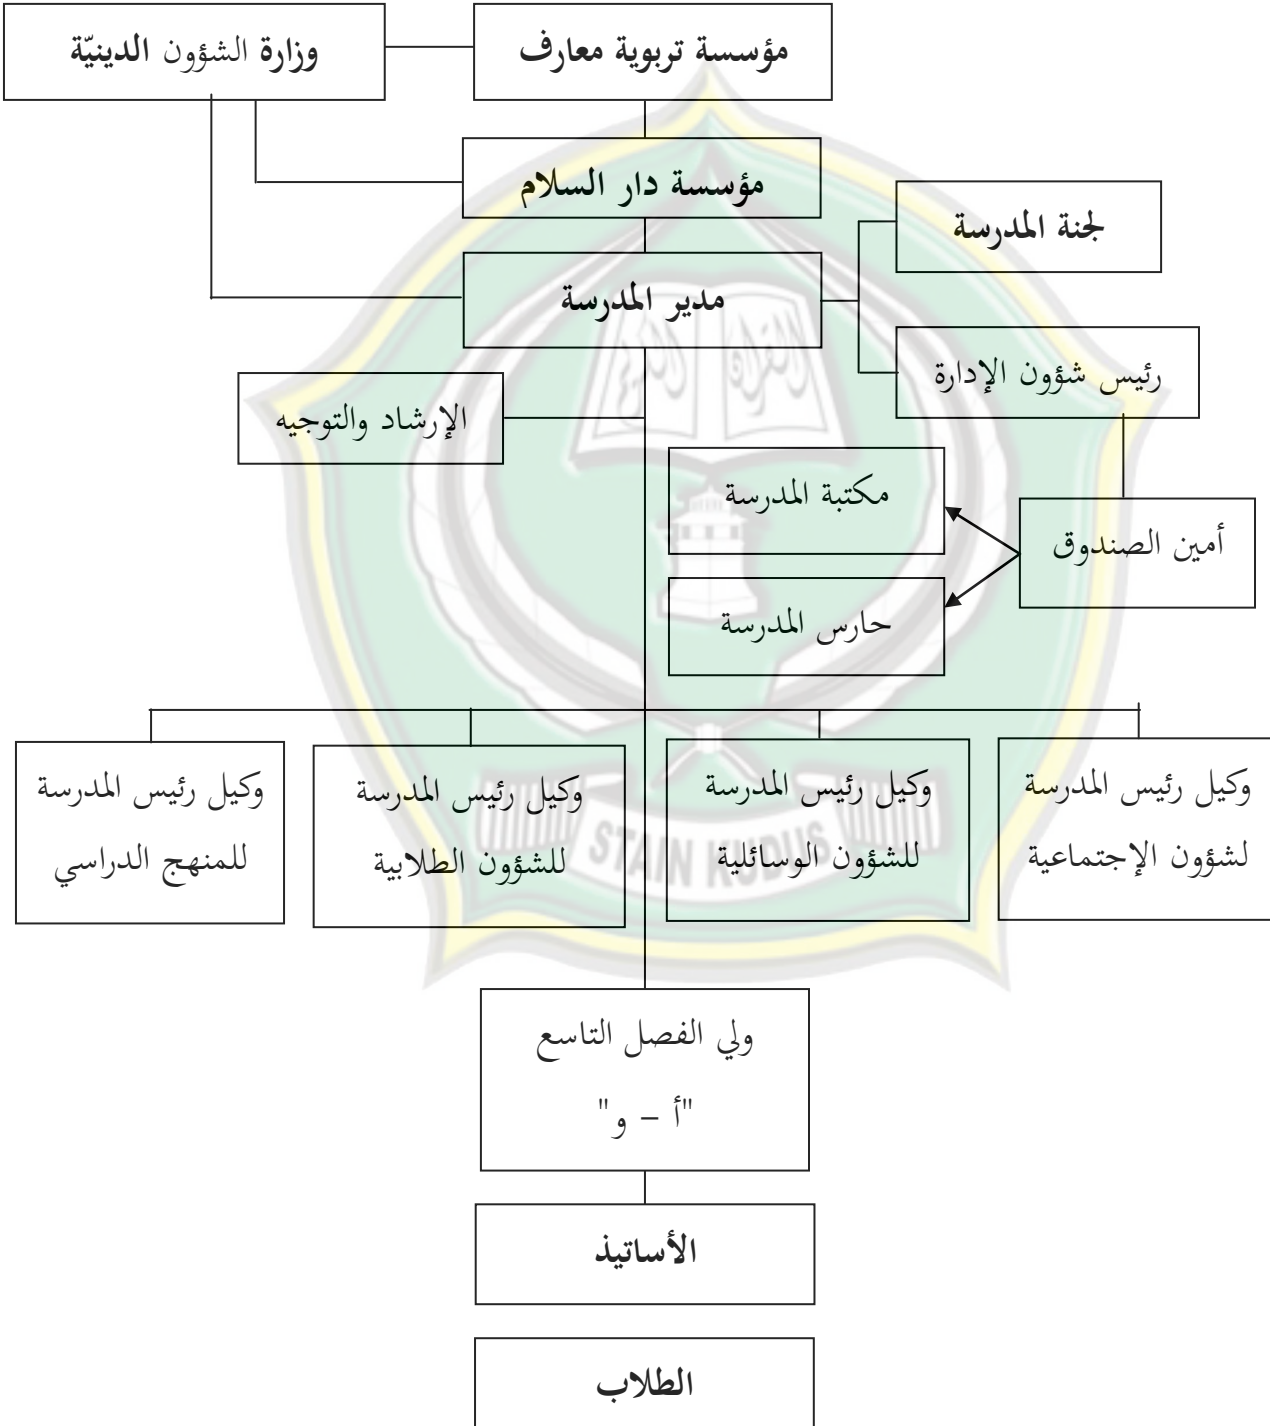 مؤسسة تربوية معارف
وزارة الشؤون الدينيّة
مؤسسة دار السلام
لجنة المدرسة
مدير المدرسة
رئيس شؤون الإدارة
الإرشاد والتوجيه
مكتبة المدرسة
أمين الصندوق
حارس المدرسة
وكيل رئيس المدرسة
لشؤون الإجتماعية
وكيل رئيس المدرسة
للشؤون الوسائلية
وكيل رئيس المدرسة
للشؤون الطلابية
وكيل رئيس المدرسة
للمنهج الدراسي
STAIN KUDUS
ولي الفصل التاسع
"أ – و"
الأساتيذ
الطلاب